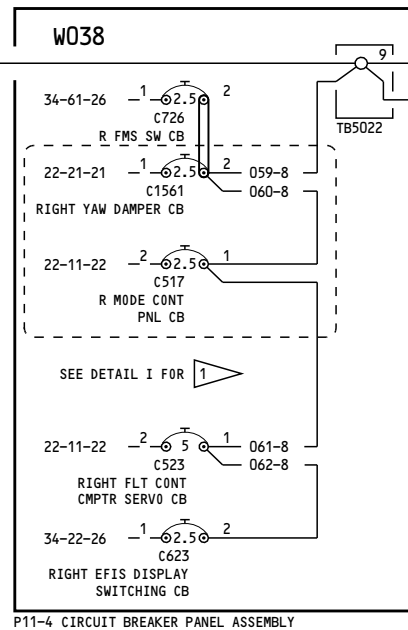 W038
9
TB5022
34-61-26 1 2.5 2
C726
R FMS SW CB
22-21-21 1 2.5 2 059-8
060-8
C1561
RIGHT YAW DAMPER CB
22-11-22 2 2.5 1
C517
R MODE CONT
PNL CB
SEE DETAIL I FOR 1
22-11-22 2 5 1 061-8
062-8
C523
RIGHT FLT CONT
CMPTR SERVO CB
34-22-26 1 2.5 2
C623
RIGHT EFIS DISPLAY
SWITCHING CB
P11-4 CIRCUIT BREAKER PANEL ASSEMBLY